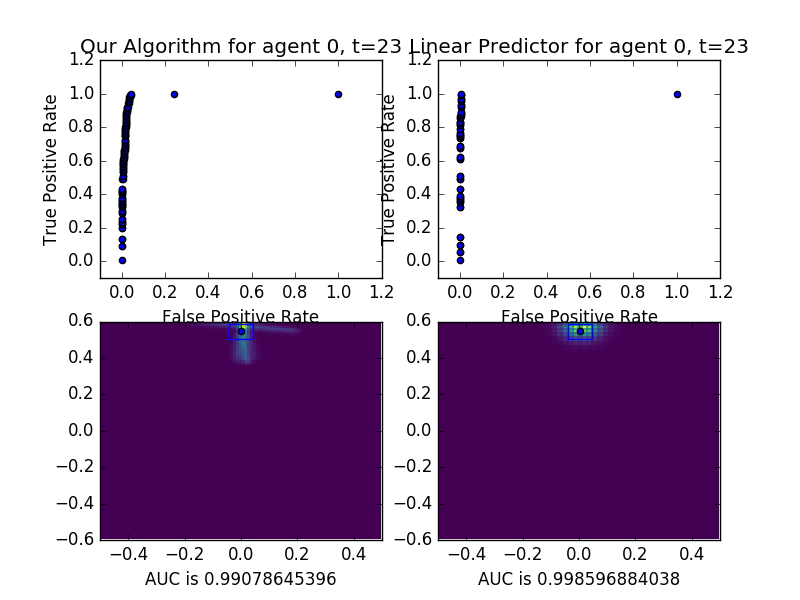 Our Algorithm for agent 0, t=23
Linear Predictor for agent 0, t=23
True Positive Rate
1.2
1.0
0.8
0.6
0.4
0.2
0.0
0.0 0.2 0.4 0.6 0.8 1.0 1.2
False Positive Rate
True Positive Rate
1.2
1.0
0.8
0.6
0.4
0.2
0.0
0.0 0.2 0.4 0.6 0.8 1.0 1.2
False Positive Rate
0.6
0.4
0.2
0.0
−0.2
−0.4
−0.6
−0.4 −0.2 0.0 0.2 0.4
AUC is 0.99078645396
0.6
0.4
0.2
0.0
−0.2
−0.4
−0.6
−0.4 −0.2 0.0 0.2 0.4
AUC is 0.998596884038